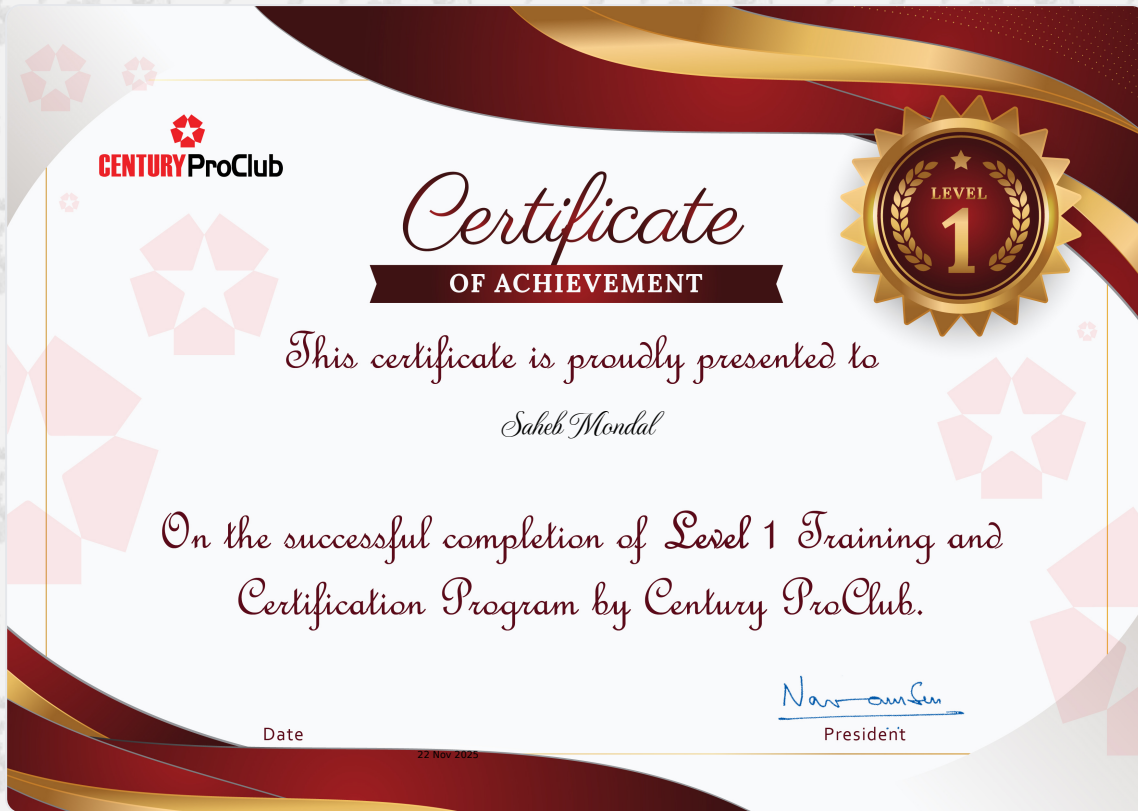 CENTURY ProClub
LEVEL
1
Certificate
OF ACHIEVEMENT
This certificate is proudly presented to
Saheb Mondal
On the successful completion of Level 1 Training and
Certification Program by Century ProClub.
Date
President
22 Nov 2025